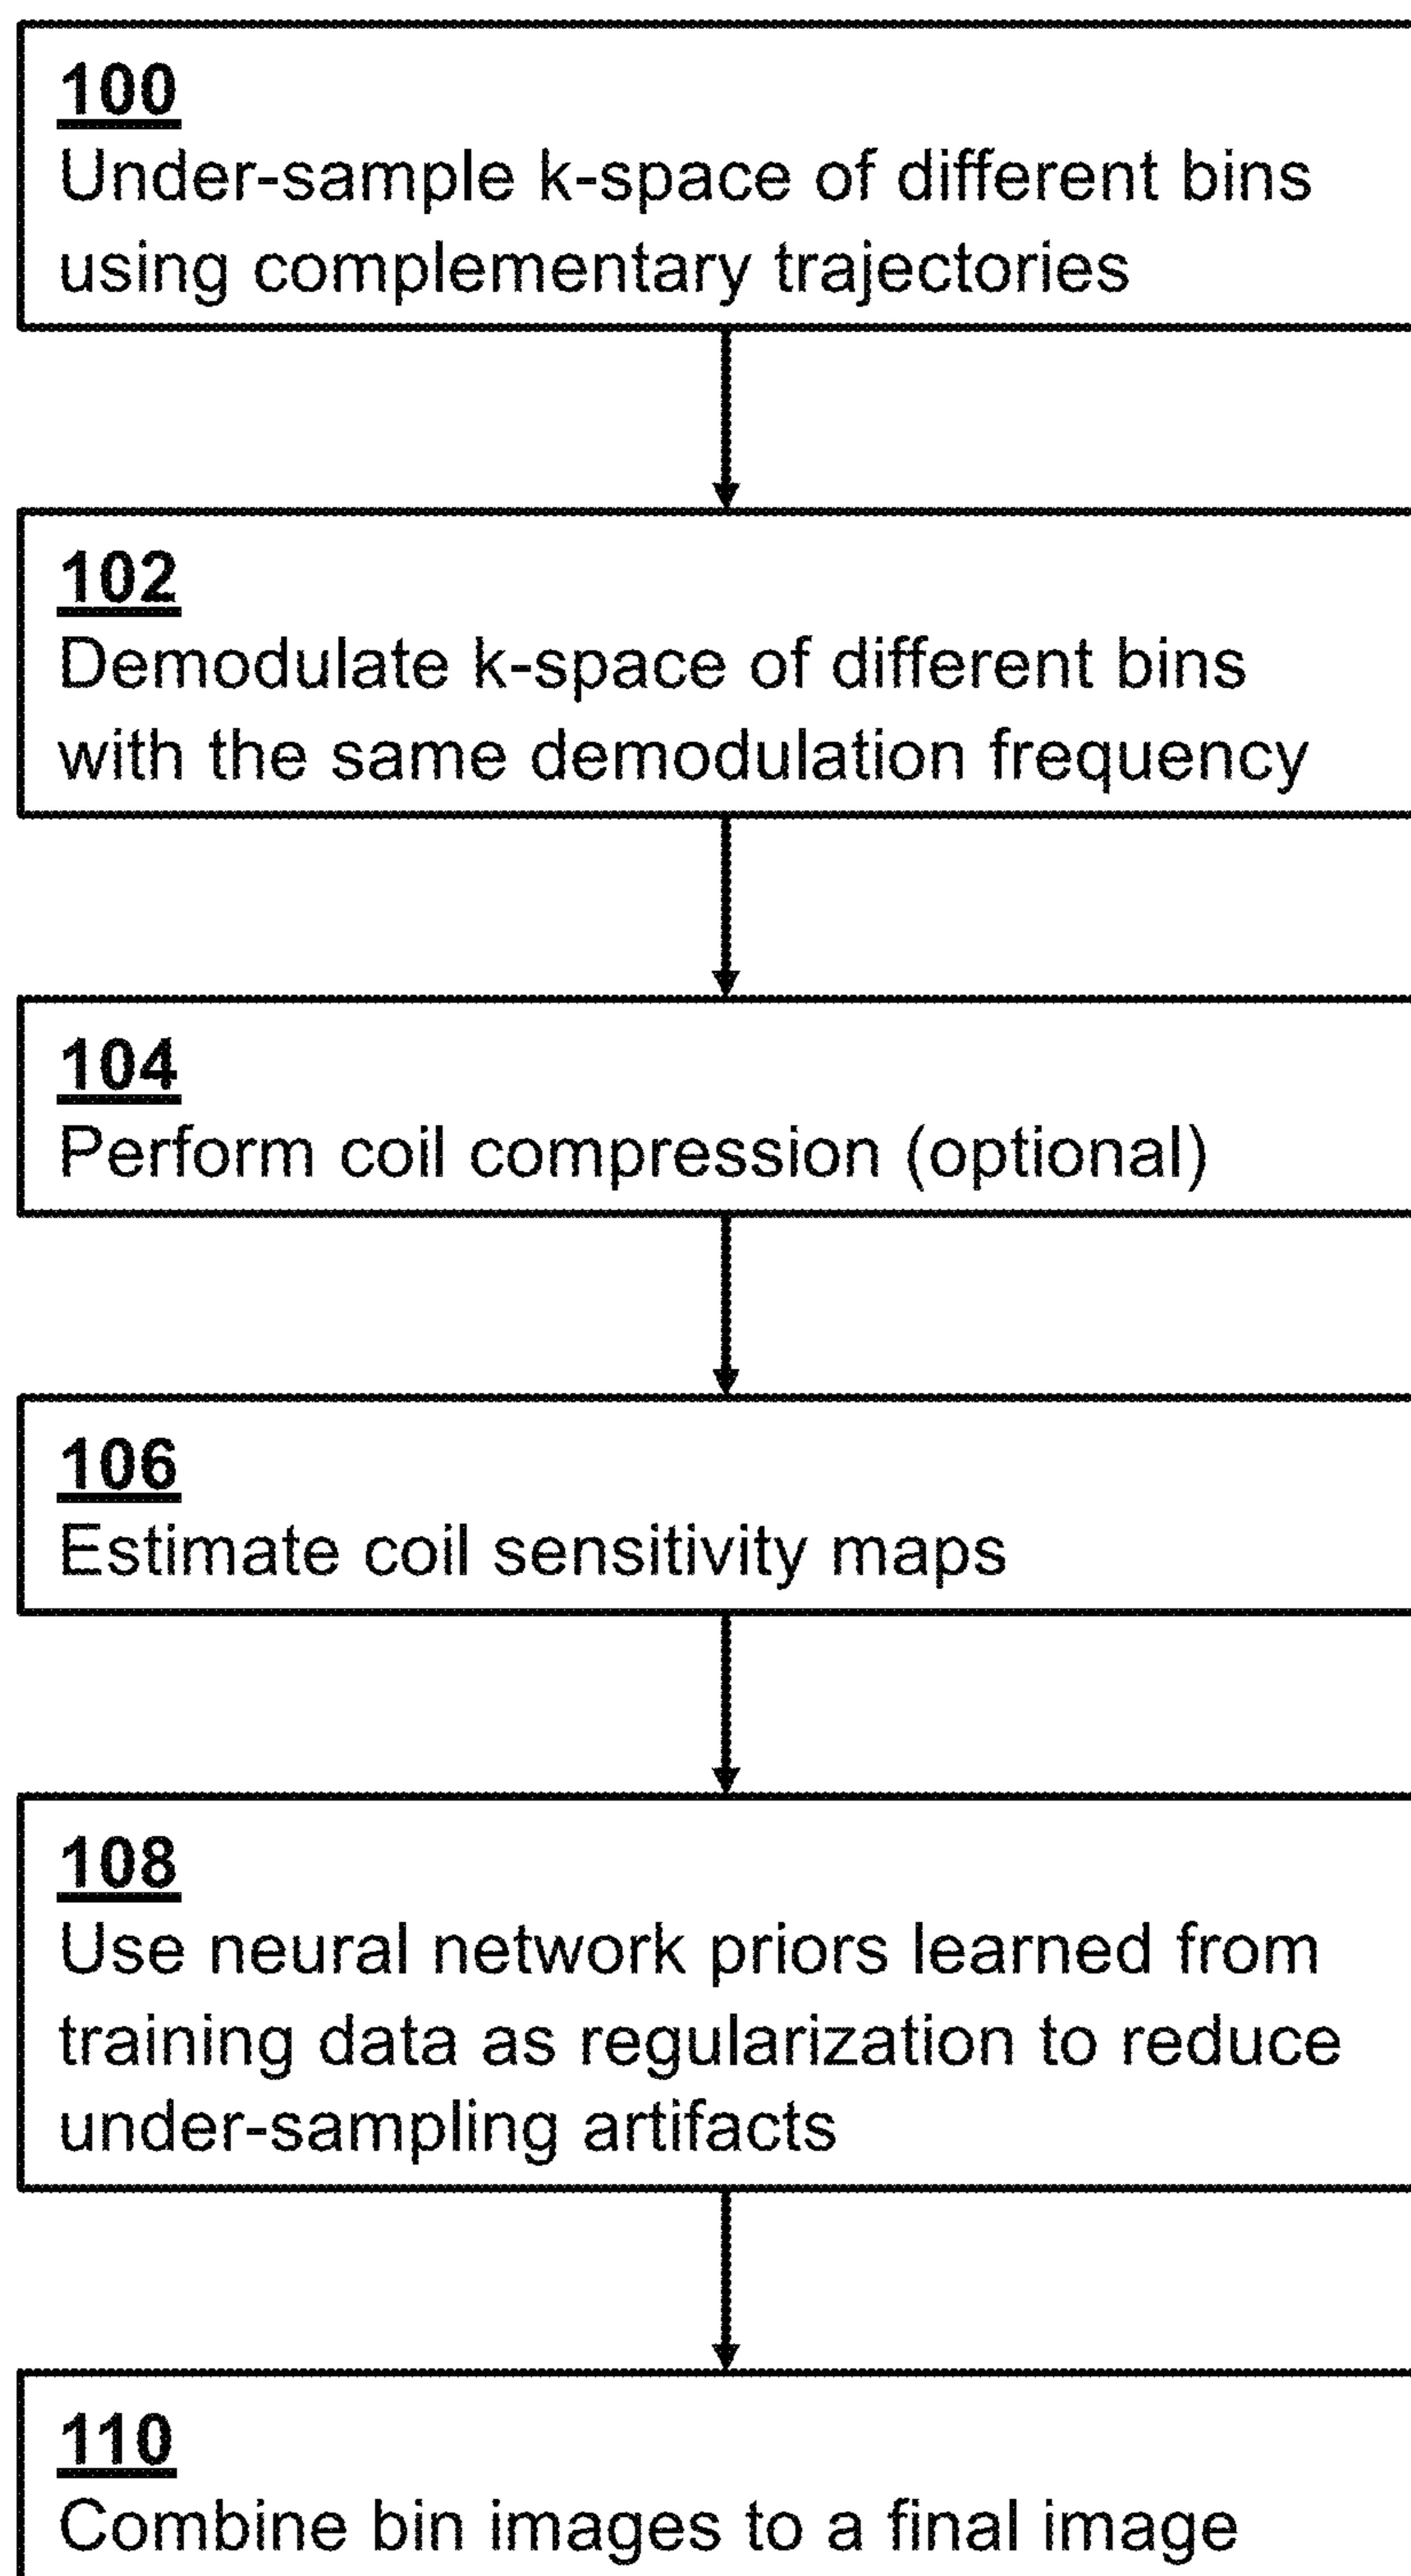 100
Under-sample k-space of different bins
using complementary trajectories
102
Demodulate k-space of different bins
with the same demodulation frequency
104
Perform coil compression (optional)
106
Estimate coil sensitivity maps
108
Use neural network priors learned from
training data as regularization to reduce
under-sampling artifacts
110
Combine bin images to a final image